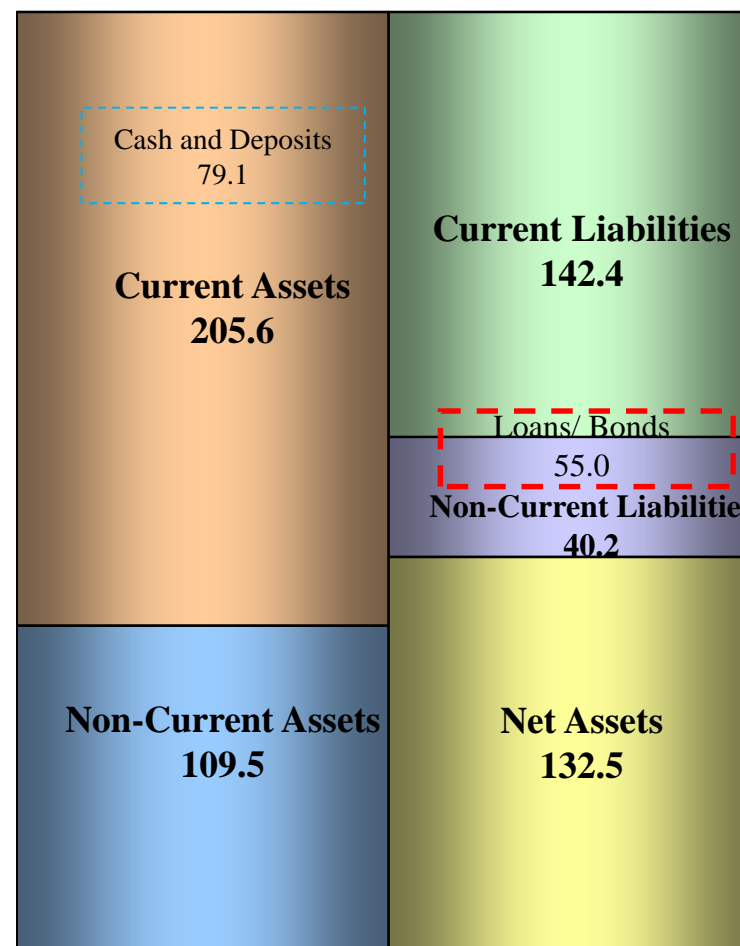 Cash and Deposits
79.1
Current Assets
205.6
Non-Current Assets
109.5
Current Liabilities
142.4
Loans/ Bonds
55.0
Non-Current Liabilitie
40.2
Net Assets
132.5